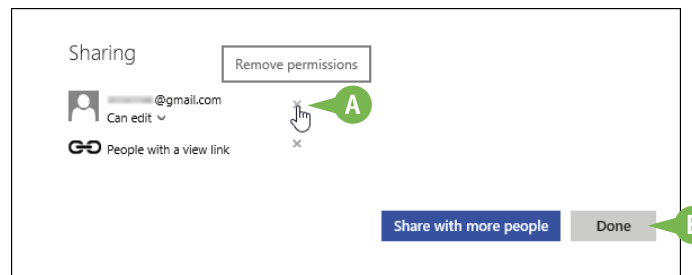 Sharing
Remove permissions
@gmail.com
A
Can edit
People with a view link
Share with more people
Done